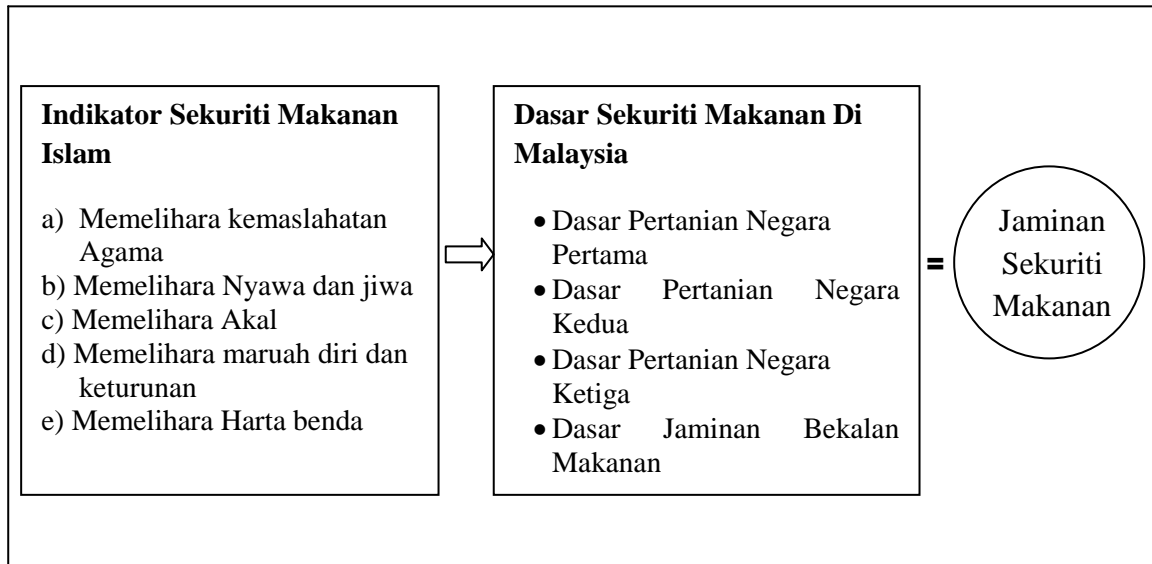 Indikator Sekuriti Makanan
Islam
a) Memelihara kemaslahatan
Agama
b) Memelihara Nyawa dan jiwa
c) Memelihara Akal
d) Memelihara maruah diri dan
keturunan
e) Memelihara Harta benda
Dasar Sekuriti Makanan Di
Malaysia
• Dasar Pertanian Negara
Pertama
• Dasar Pertanian Negara
Kedua
• Dasar Pertanian Negara
Ketiga
• Dasar Jaminan Bekalan
Makanan
=
Jaminan
Sekuriti
Makanan